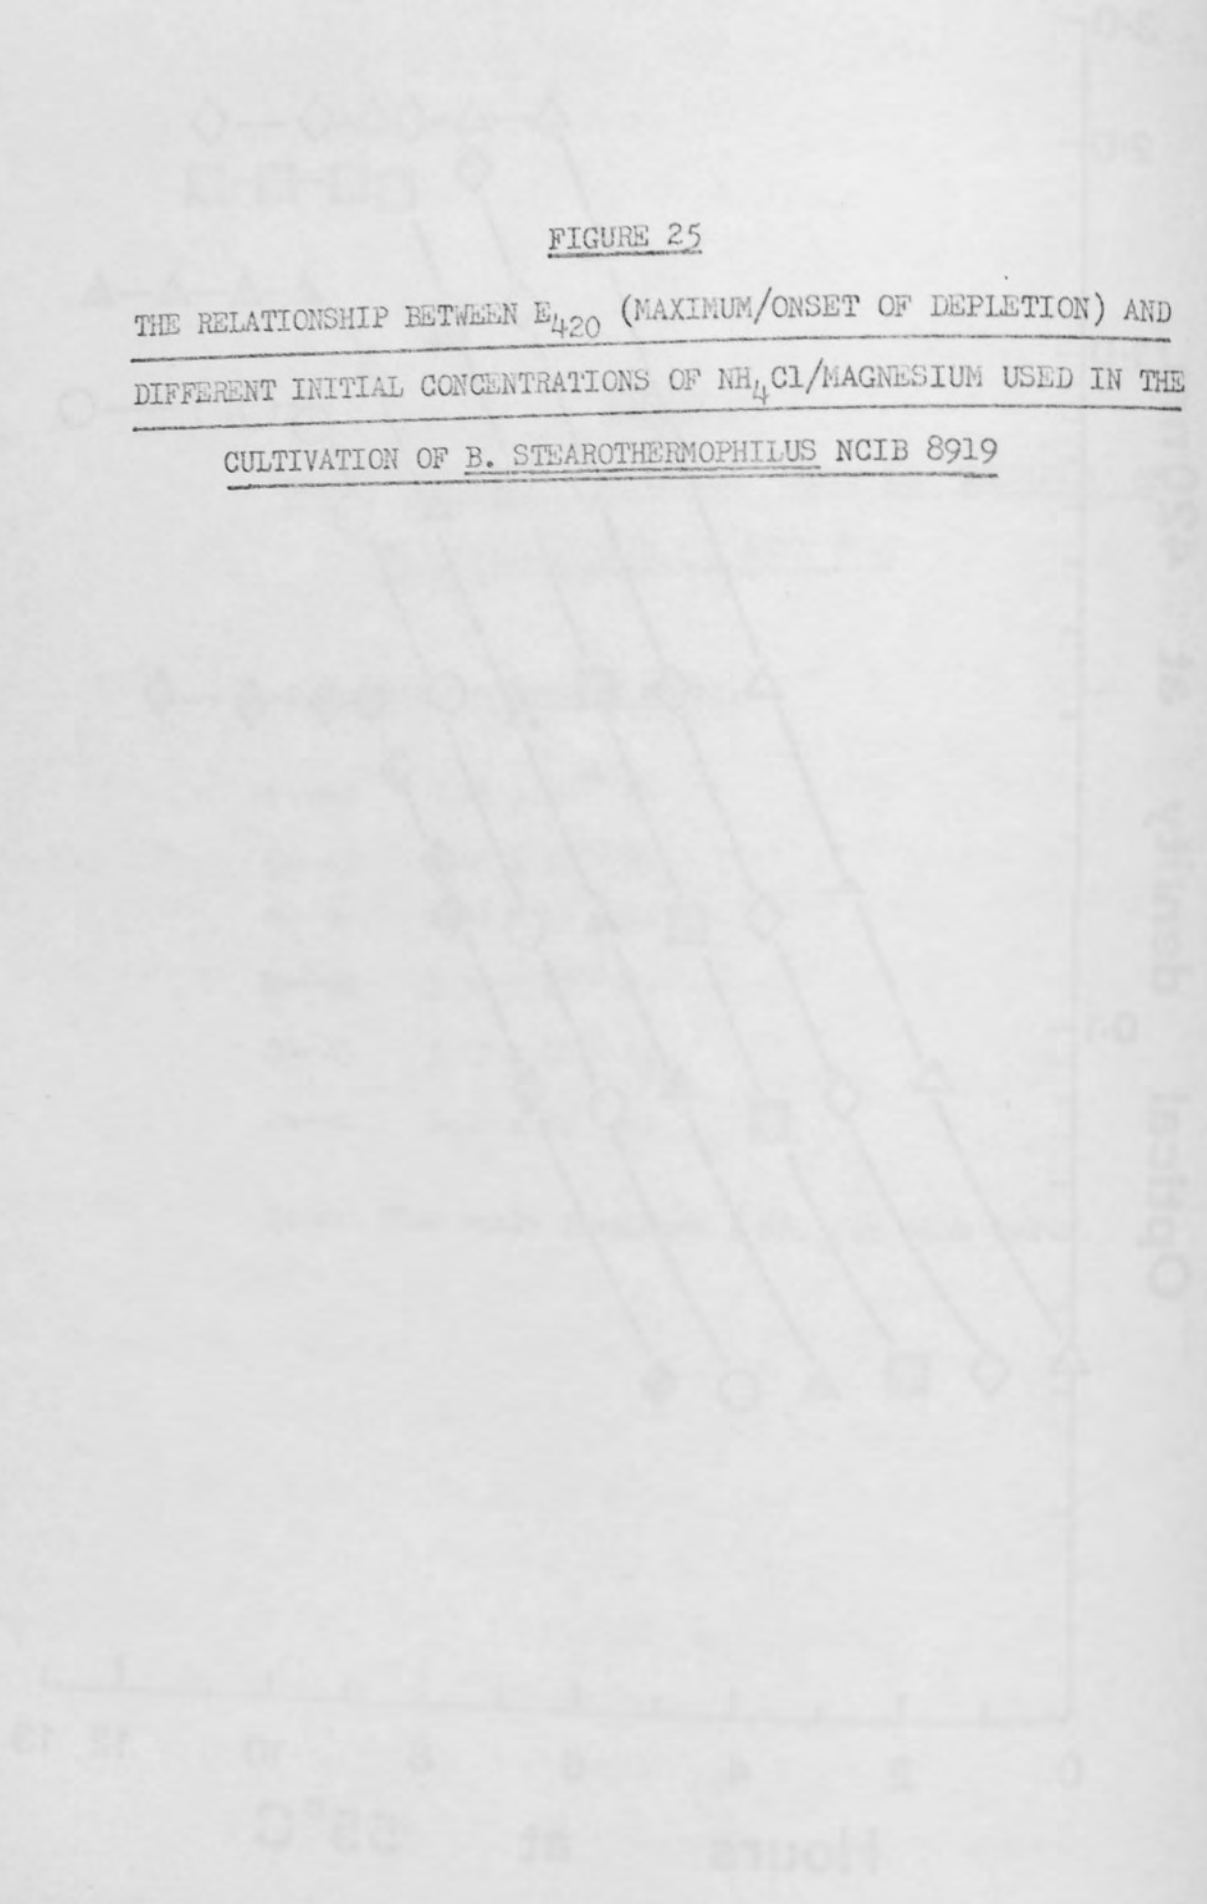 FIGURE 25
THE RELATIONSHIP BETWEEN E420 (MAXIMUM/ONSET OF DEPLETION) AND
DIFFERENT INITIAL CONCENTRATIONS OF NH4Cl/MAGNESIUM USED IN THE
CULTIVATION OF B. STEAROTHERMOPHILUS NCIB 8919